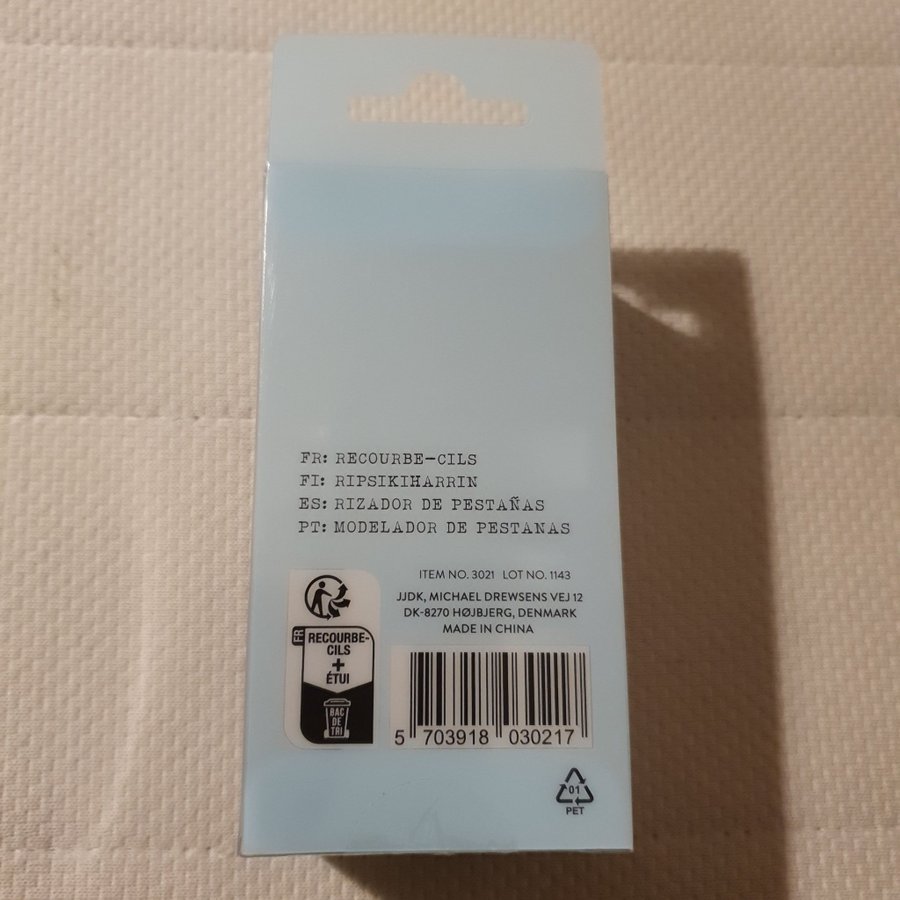 FR: RECOURBE-CILS
FI: RIPSIKIHARRIN
ES: RIZADOR DE PESTAÑAS
PT: MODELADOR DE PESTANAS
ITEM NO. 3021 LOT NO. 1143
JJDK, MICHAEL DREWSENS VEJ 12
DK-8270 HØJBJERG, DENMARK
MADE IN CHINA
FR
RECOURBE-
CILS
+
ÉTUI
BAC
DE
TRI
5 703918 030217
01
PET